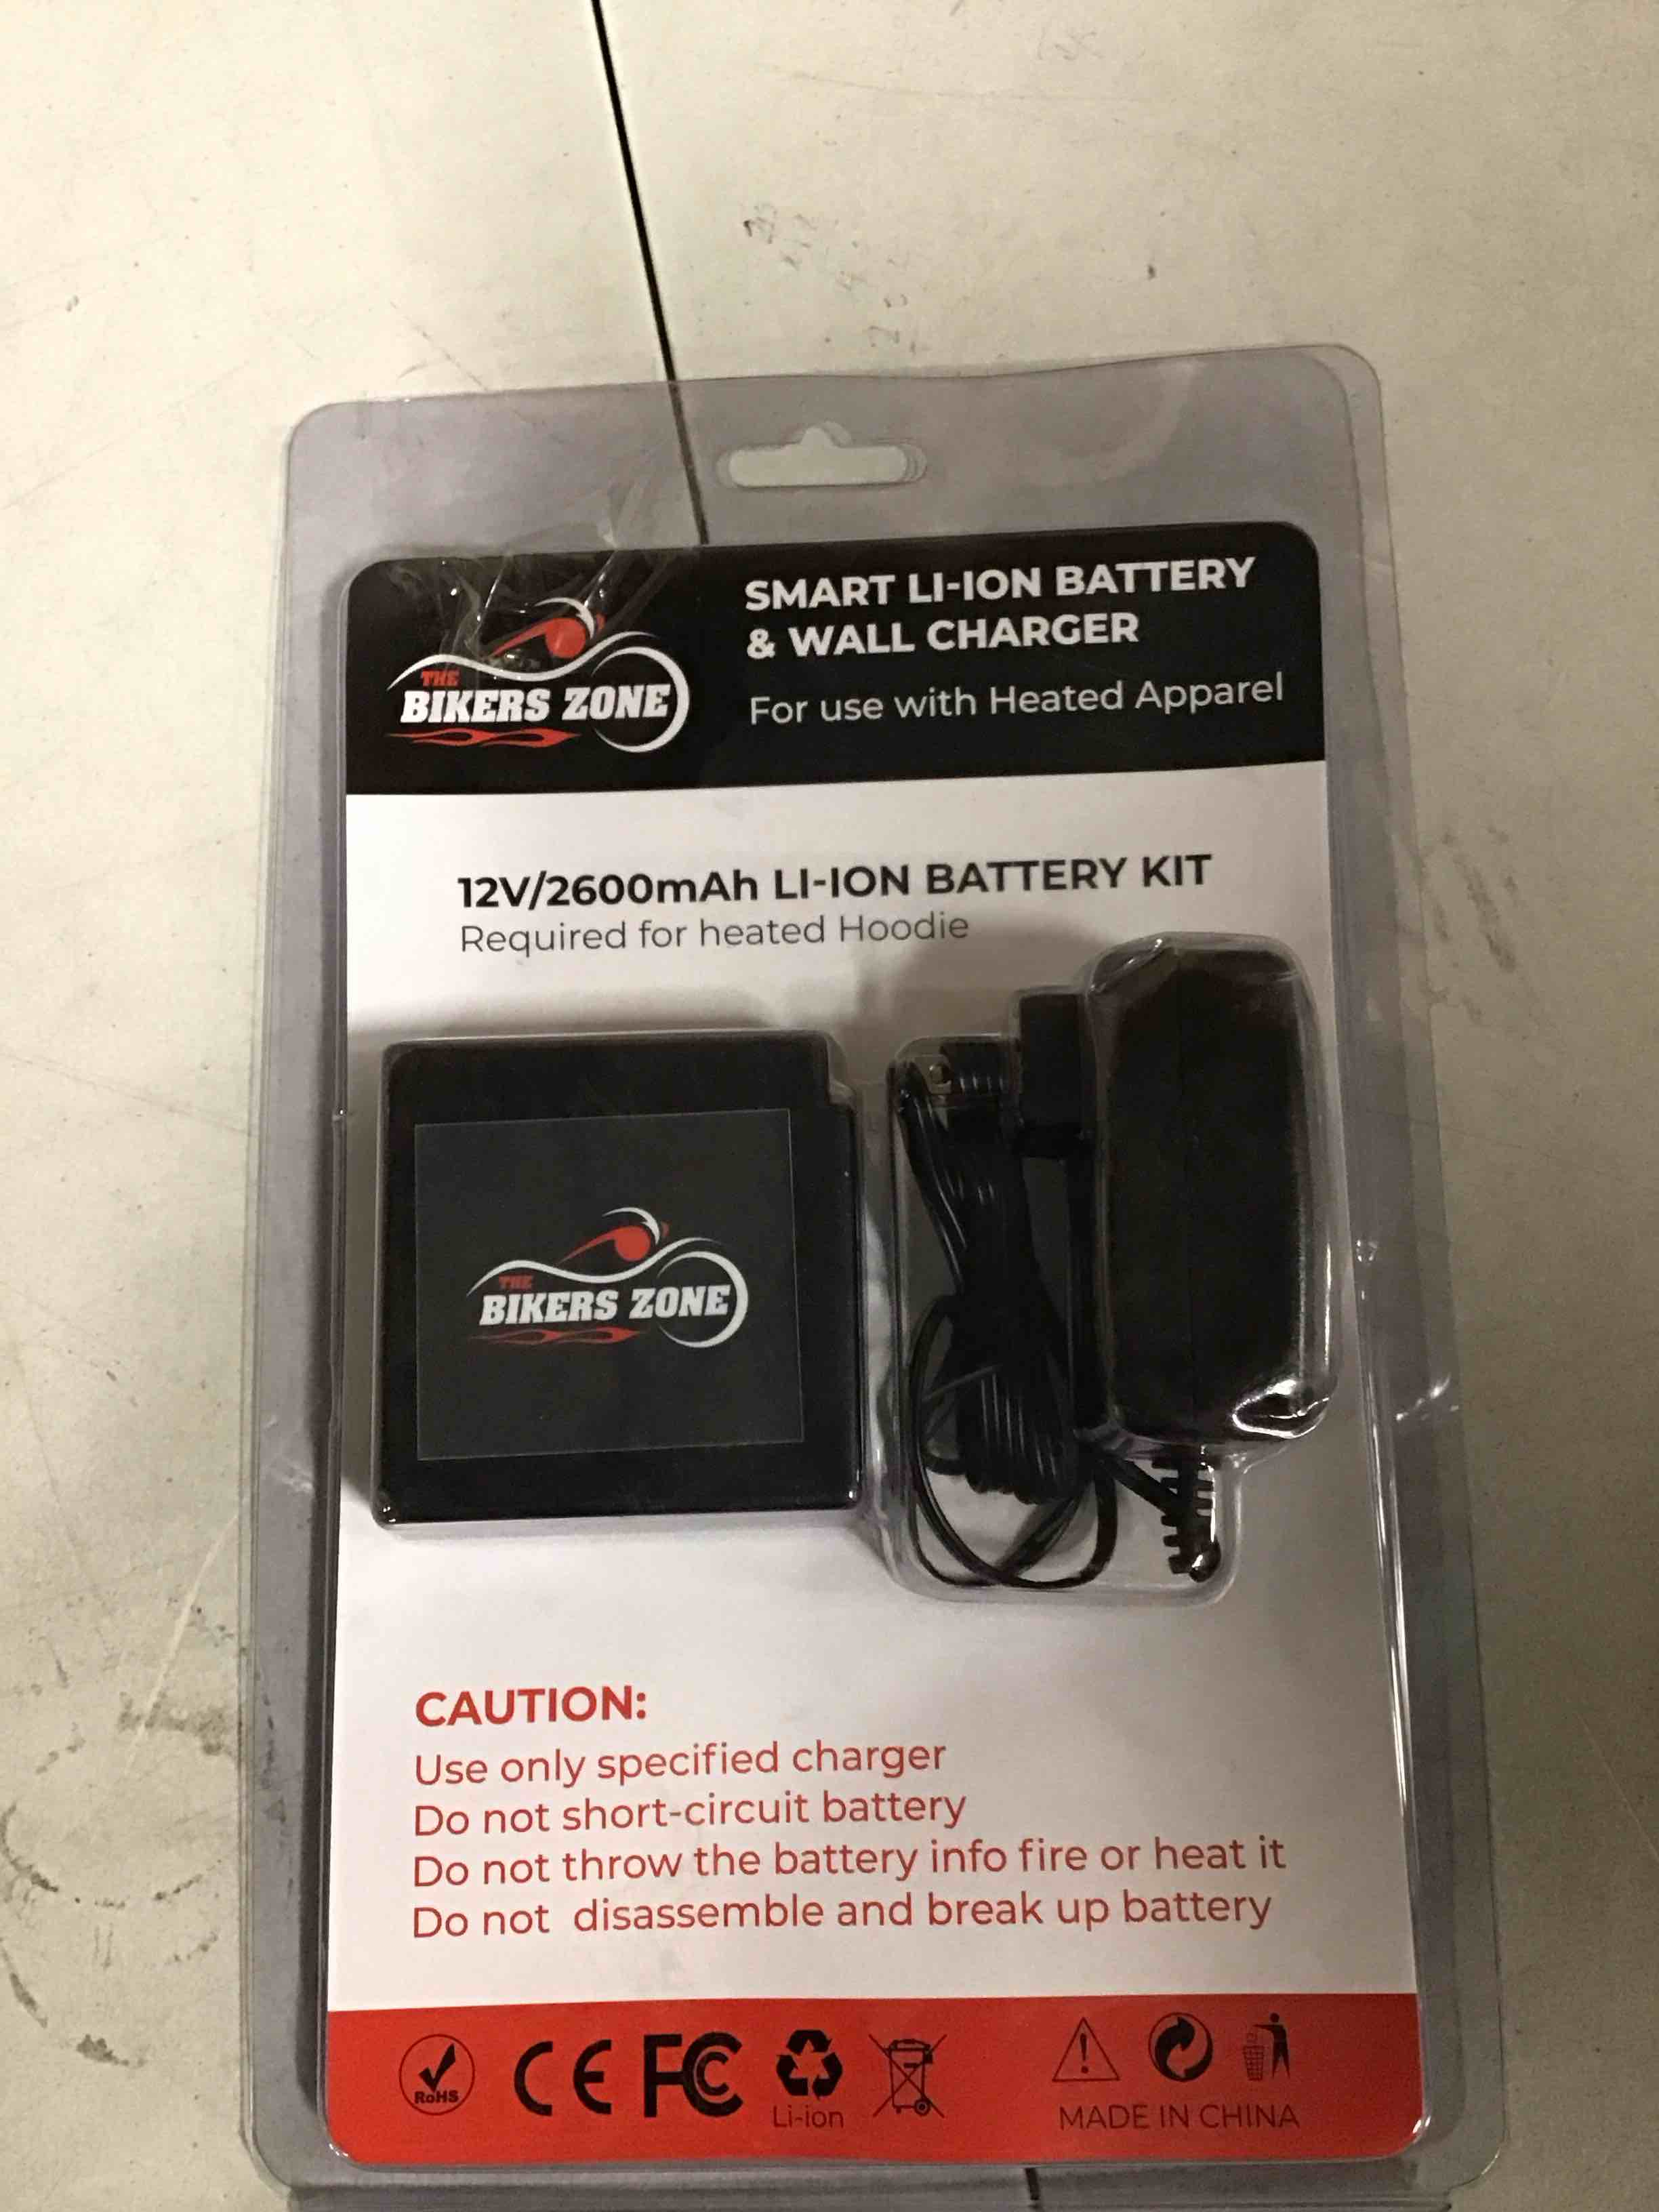 THE
BIKERS ZONE
SMART LI-ION BATTERY
& WALL CHARGER
For use with Heated Apparel
12V/2600mAh LI-ION BATTERY KIT
Required for heated Hoodie
THE
BIKERS ZONE
CAUTION:
Use only specified charger
Do not short-circuit battery
Do not throw the battery info fire or heat it
Do not disassemble and break up battery
RoHS
CE FC
Li-ion
MADE IN CHINA